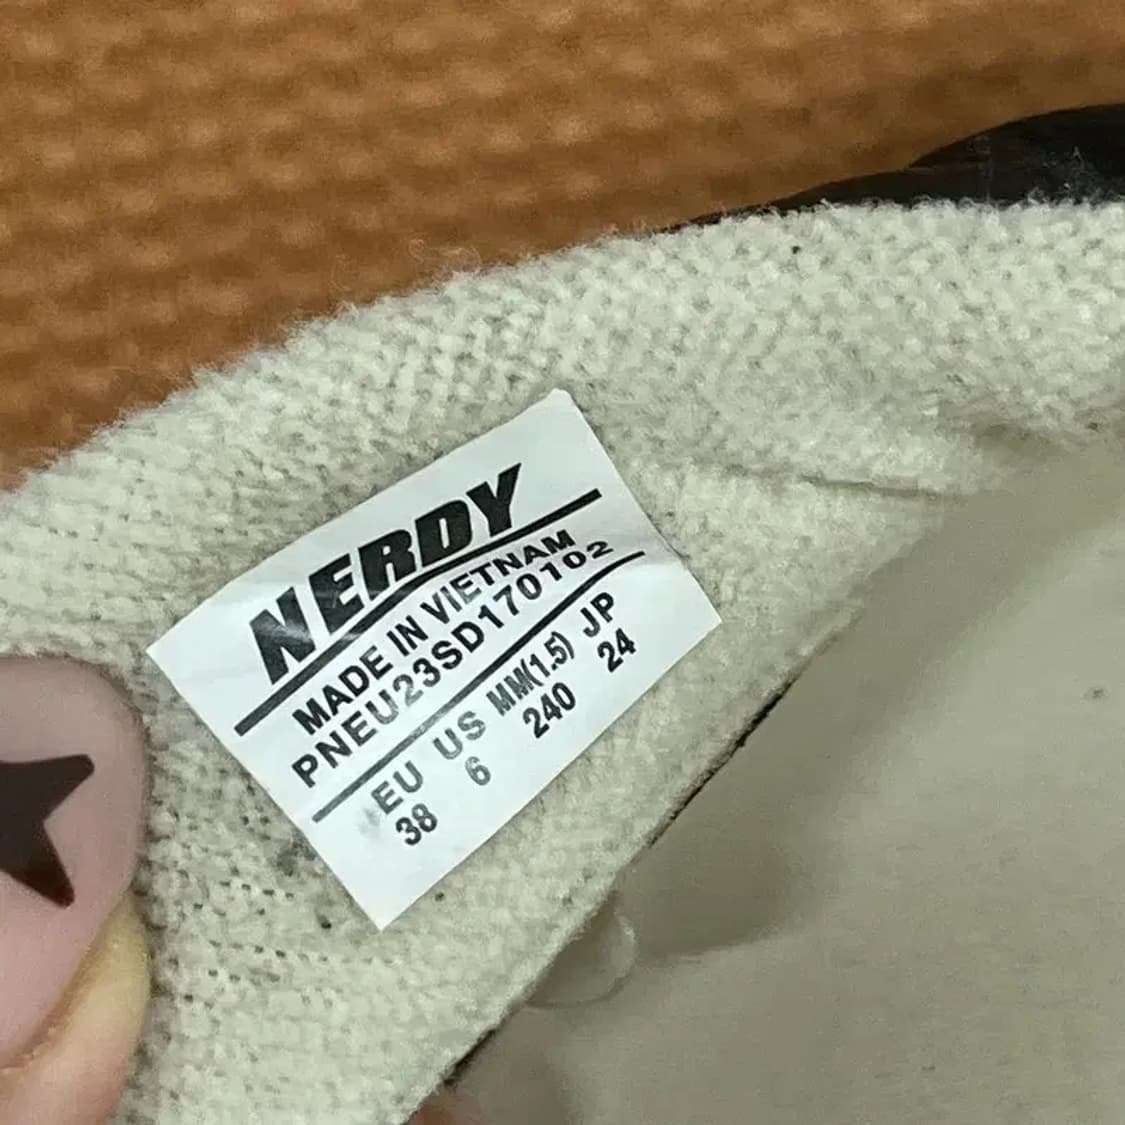 NERDY
MADE IN VIETNAM
PNEU23SD170102
EU US MM(1.5) JP
38 6 240 24